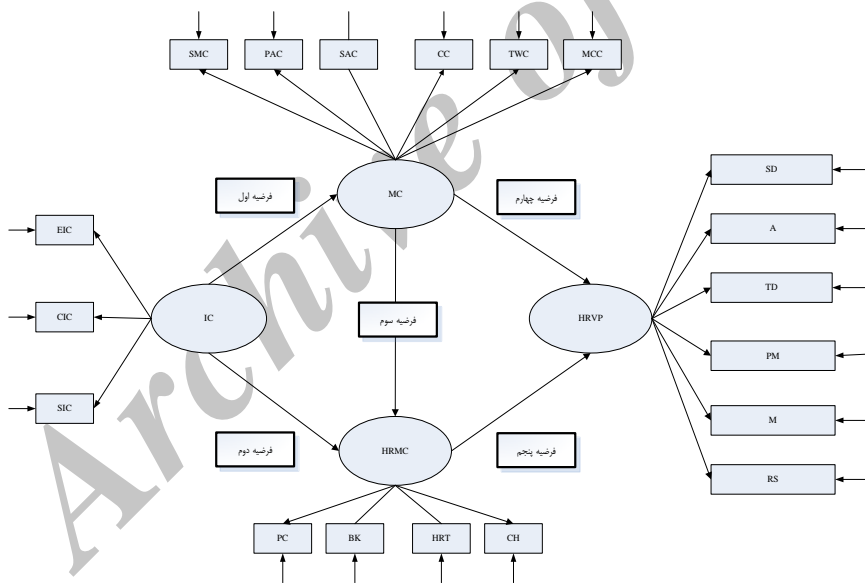 SMC
PAC
SAC
CC
TWC
MCC
فرضیه اول
MC
فرضیه چهارم
SD
A
TD
PM
M
RS
EIC
CIC
SIC
IC
فرضیه سوم
HRVP
فرضیه دوم
HRMC
فرضیه پنجم
PC
BK
HRT
CH
Archive of